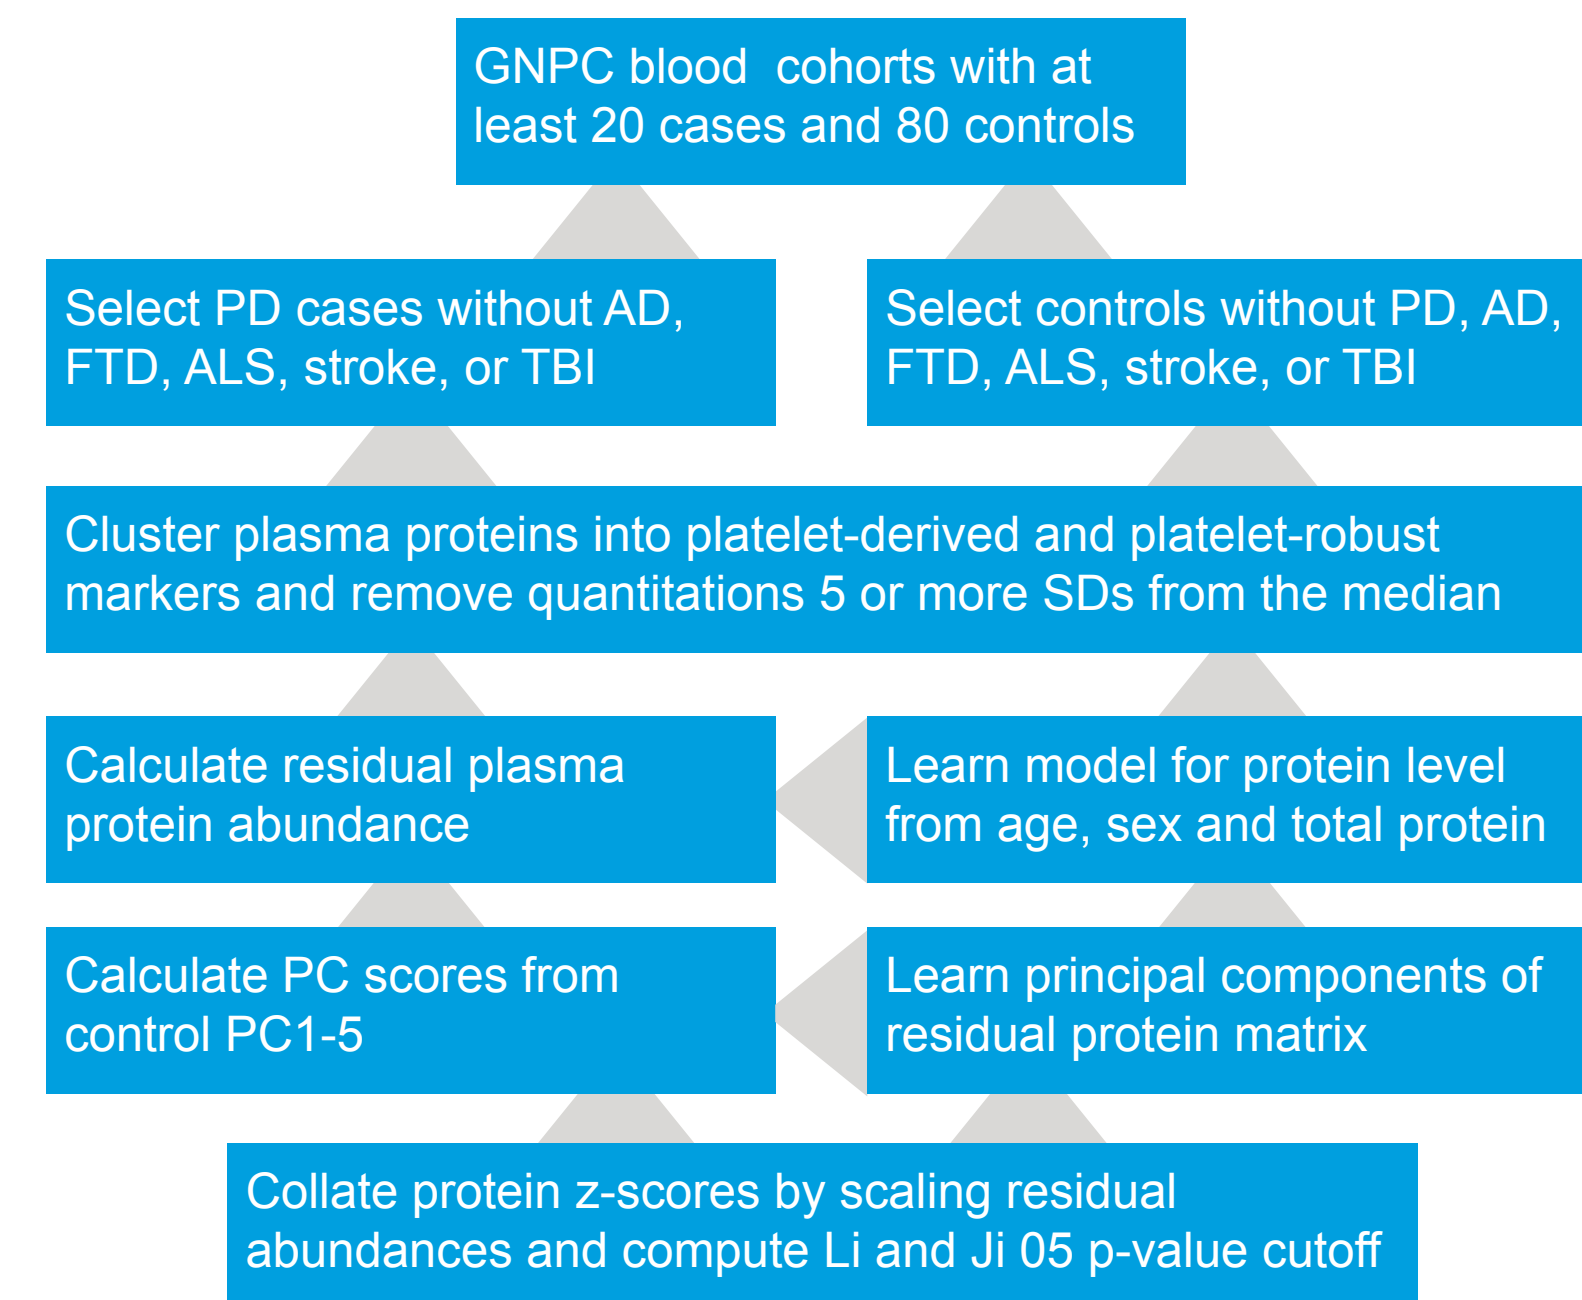 GNPC blood cohorts with at
least 20 cases and 80 controls
Select PD cases without AD,
FTD, ALS, stroke, or TBI
Select controls without PD, AD,
FTD, ALS, stroke, or TBI
Cluster plasma proteins into platelet-derived and platelet-robust
markers and remove quantitations 5 or more SDs from the median
Calculate residual plasma
protein abundance
Learn model for protein level
from age, sex and total protein
Calculate PC scores from
control PC1-5
Learn principal components of
residual protein matrix
Collate protein z-scores by scaling residual
abundances and compute Li and Ji 05 p-value cutoff